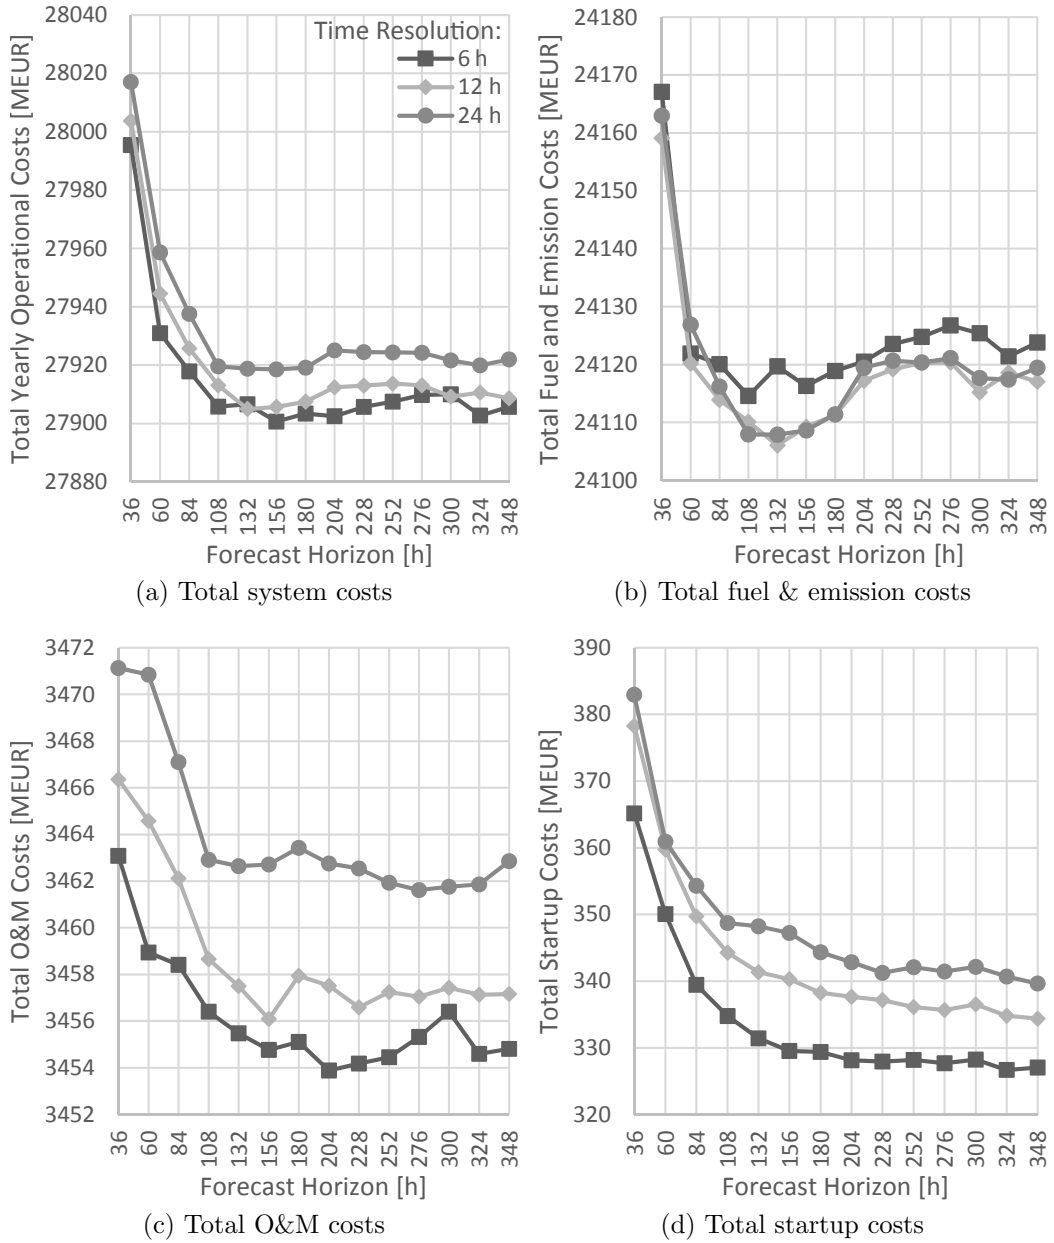 Total Yearly Operational Costs [MEUR]
28040
28020
28000
27980
27960
27940
27920
27900
27880
Time Resolution:
6 h
12 h
24 h
36 60 84 108 132 156 180 204 228 252 276 300 324 348
Forecast Horizon [h]
(a) Total system costs
Total Fuel and Emission Costs [MEUR]
24180
24170
24160
24150
24140
24130
24120
24110
24100
36 60 84 108 132 156 180 204 228 252 276 300 324 348
Forecast Horizon [h]
(b) Total fuel & emission costs
Total O&M Costs [MEUR]
3472
3470
3468
3466
3464
3462
3460
3458
3456
3454
3452
36 60 84 108 132 156 180 204 228 252 276 300 324 348
Forecast Horizon [h]
(c) Total O&M costs
Total Startup Costs [MEUR]
390
380
370
360
350
340
330
320
36 60 84 108 132 156 180 204 228 252 276 300 324 348
Forecast Horizon [h]
(d) Total startup costs